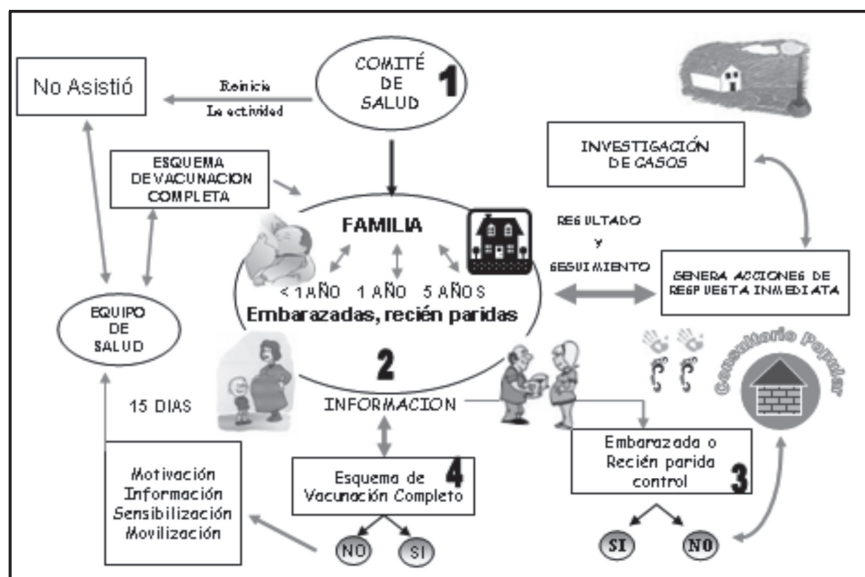 COMITÉ
DE
SALUD
1
No Asistió
Reinicia
La actividad
ESQUEMA
DE VACUNACION
COMPLETA
INVESTIGACIÓN
DE CASOS
FAMILIA
RESULTADO
y
SEGUIMIENTO
GENERA ACCIONES DE
RESPUESTA INMEDIATA
< 1 AÑO 1 AÑO 5 AÑOS
Embarazadas, recién paridas
EQUIPO
DE
SALUD
2
INFORMACION
Consultorio Popular
15 DIAS
Motivación
Información
Sensibilización
Movilización
Esquema de
Vacunación Completo
4
NO
SI
Embarazada o
Recién parida
control
3
SI
NO